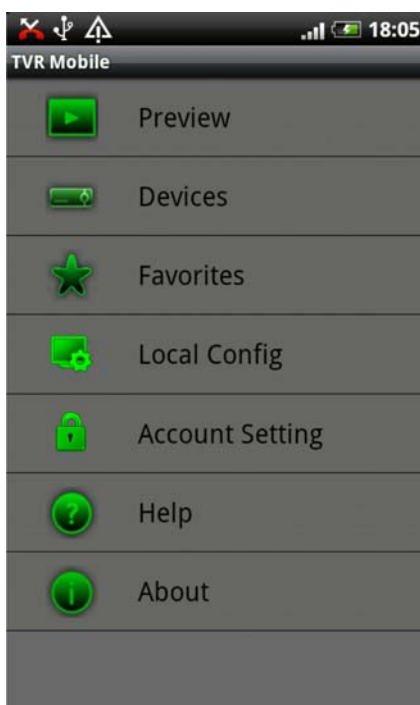 18:05
TVR Mobile
Preview
Devices
Favorites
Local Config
Account Setting
Help
About